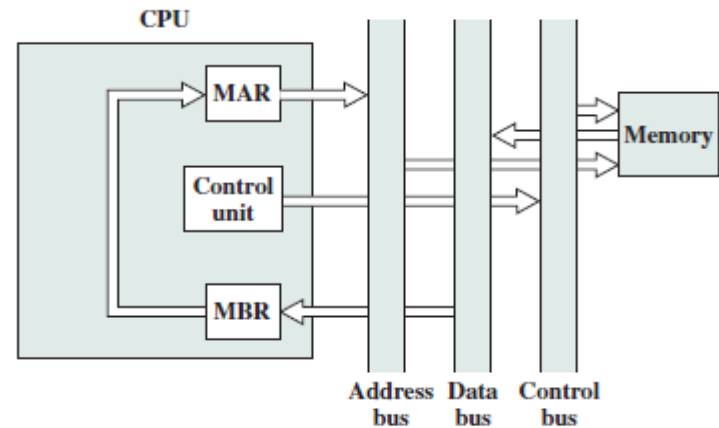 CPU
MAR
Memory
Control
unit
MBR
Address
bus
Data
bus
Control
bus